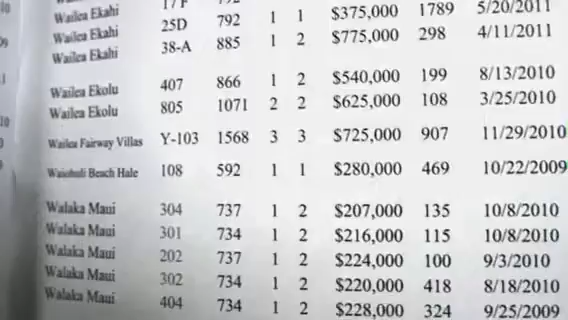 Wailea Ekahi
Wailea Ekahi 25D 792 1 1 $375,000 1789 5/20/2011
Wailea Ekahi 38-A 885 1 2 $775,000 298 4/11/2011
Wailea Ekolu 407 866 1 2 $540,000 199 8/13/2010
Wailea Ekolu 805 1071 2 2 $625,000 108 3/25/2010
Wailea Fairway Villas Y-103 1568 3 3 $725,000 907 11/29/2010
Waiohuli Beach Hale 108 592 1 1 $280,000 469 10/22/2009
Walaka Maui 304 737 1 2 $207,000 135 10/8/2010
Walaka Maui 301 734 1 2 $216,000 115 10/8/2010
Walaka Maui 202 737 1 2 $224,000 100 9/3/2010
Walaka Maui 302 734 1 2 $220,000 418 8/18/2010
Walaka Maui 404 734 1 2 $228,000 324 9/25/2009